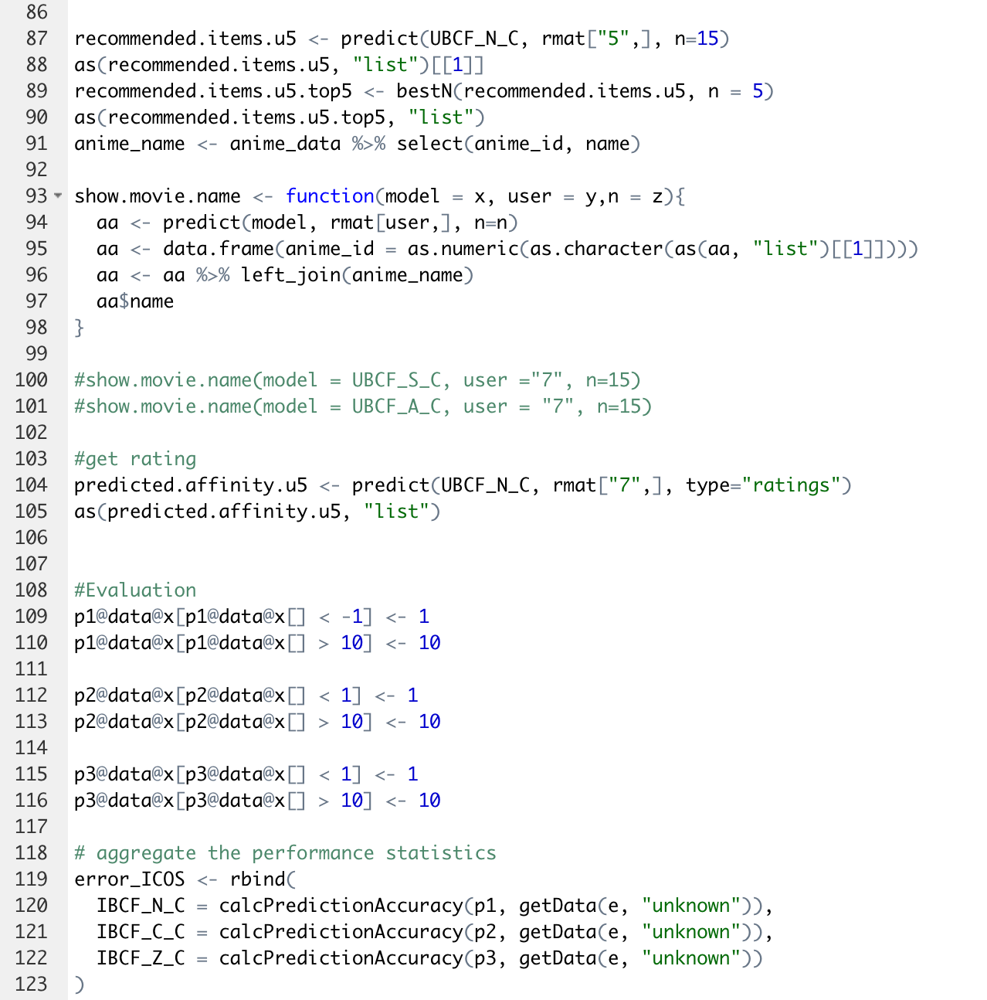 86
87 recommended.items.u5 <- predict(UBCF_N_C, rmat["5",], n=15)
88 as(recommended.items.u5, "list")[[1]]
89 recommended.items.u5.top5 <- bestN(recommended.items.u5, n = 5)
90 as(recommended.items.u5.top5, "list")
91 anime_name <- anime_data %>% select(anime_id, name)
92
93 show.movie.name <- function(model = x, user = y,n = z){
94   aa <- predict(model, rmat[user,], n=n)
95   aa <- data.frame(anime_id = as.numeric(as.character(as(aa, "list")[[1]])))
96   aa <- aa %>% left_join(anime_name)
97   aa$name
98 }
99
100 #show.movie.name(model = UBCF_S_C, user ="7", n=15)
101 #show.movie.name(model = UBCF_A_C, user = "7", n=15)
102
103 #get rating
104 predicted.affinity.u5 <- predict(UBCF_N_C, rmat["7",], type="ratings")
105 as(predicted.affinity.u5, "list")
106
107
108 #Evaluation
109 p1@data@x[p1@data@x[] < -1] <- 1
110 p1@data@x[p1@data@x[] > 10] <- 10
111
112 p2@data@x[p2@data@x[] < 1] <- 1
113 p2@data@x[p2@data@x[] > 10] <- 10
114
115 p3@data@x[p3@data@x[] < 1] <- 1
116 p3@data@x[p3@data@x[] > 10] <- 10
117
118 # aggregate the performance statistics
119 error_ICOS <- rbind(
120   IBCF_N_C = calcPredictionAccuracy(p1, getData(e, "unknown")),
121   IBCF_C_C = calcPredictionAccuracy(p2, getData(e, "unknown")),
122   IBCF_Z_C = calcPredictionAccuracy(p3, getData(e, "unknown"))
123 )